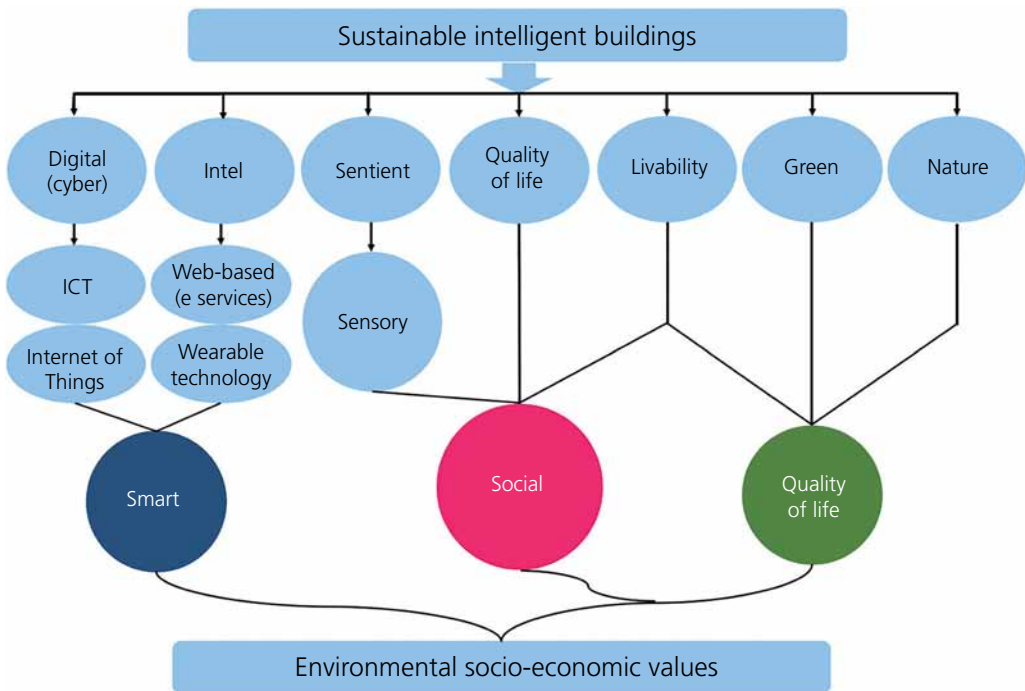 Sustainable intelligent buildings
Digital
(cyber)
Intel
Sentient
Quality
of life
Livability
Green
Nature
ICT
Web-based
(e services)
Sensory
Internet of
Things
Wearable
technology
Smart
Social
Quality
of life
Environmental socio-economic values